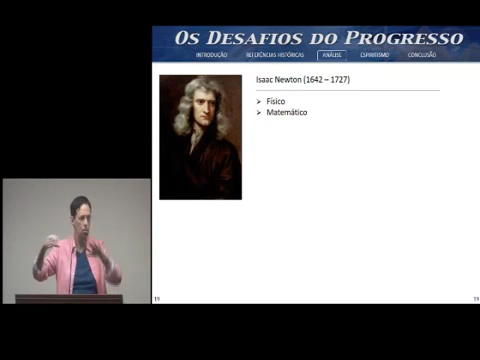 OS DESAFIOS DO PROGRESSO
INTRODUÇÃO REFERÊNCIAS HISTÓRICAS ANÁLISE ESPIRITISMO CONCLUSÃO
Isaac Newton (1642 – 1727)
➢ Físico
➢ Matemático
19 19